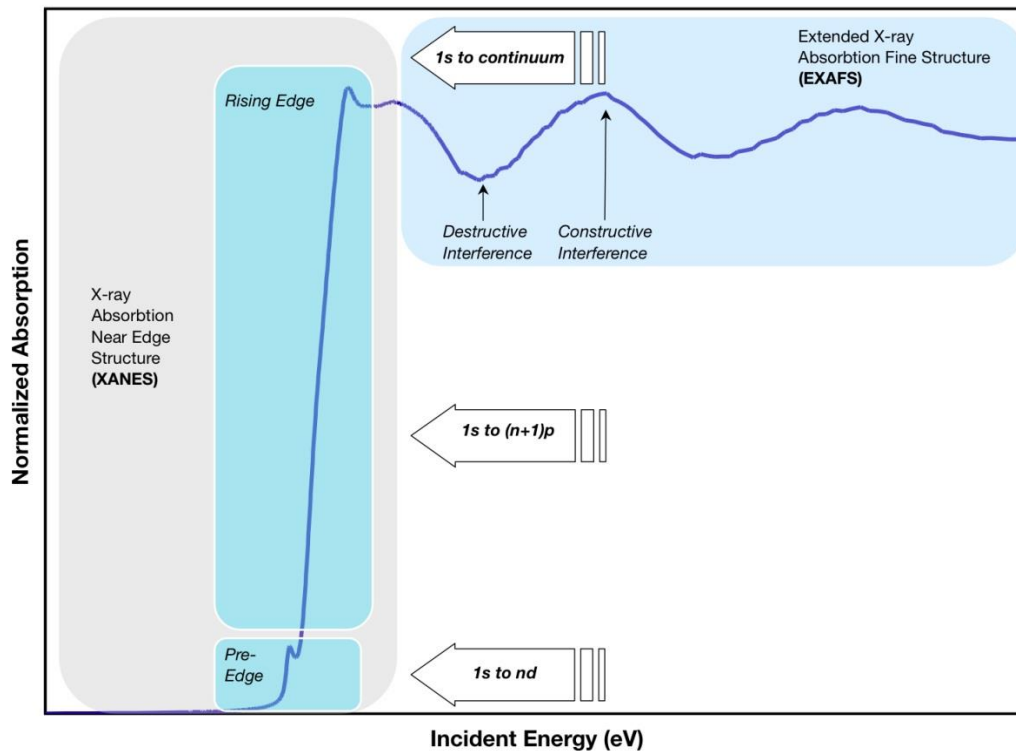 1s to continuum
Extended X-ray
Absorbtion Fine Structure
(EXAFS)
Rising Edge
Destructive
Interference
Constructive
Interference
X-ray
Absorbtion
Near Edge
Structure
(XANES)
1s to (n+1)p
Pre-
Edge
1s to nd
Normalized Absorption
Incident Energy (eV)